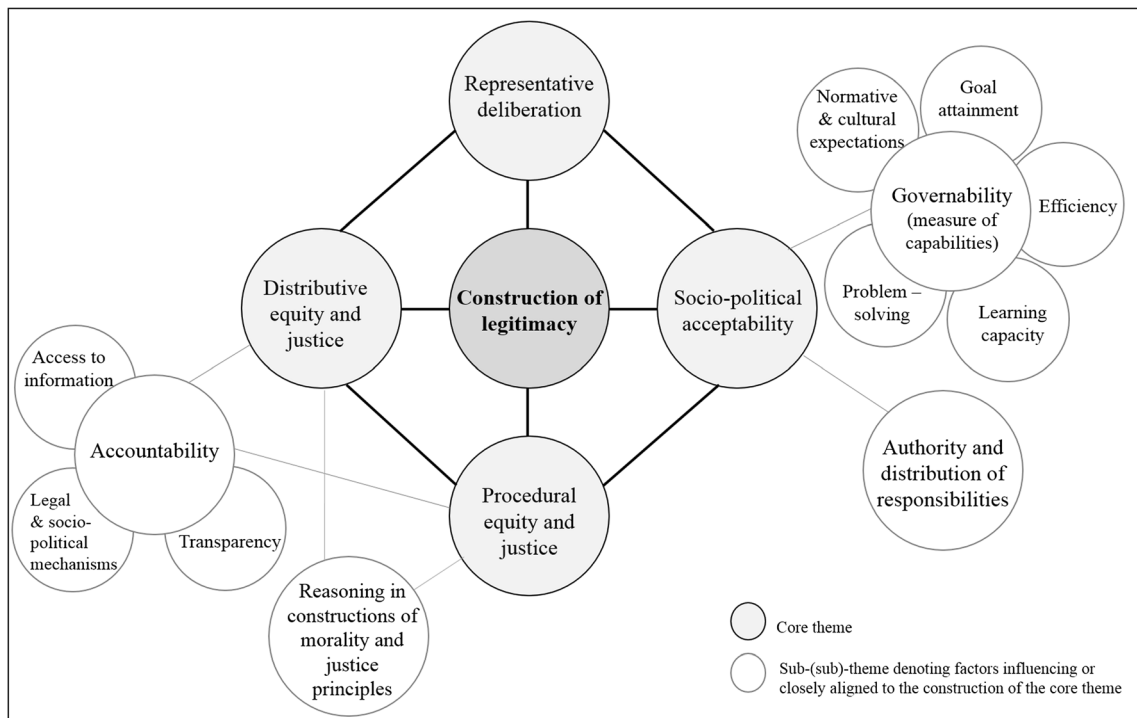 Representative
deliberation
Normative
& cultural
expectations
Goal
attainment
Governability
(measure of
capabilities)
Efficiency
Problem –
solving
Learning
capacity
Distributive
equity and
justice
Construction of
legitimacy
Socio-political
acceptability
Access to
information
Accountability
Legal
& socio-
political
mechanisms
Transparency
Procedural
equity and
justice
Authority and
distribution of
responsibilities
Reasoning in
constructions of
morality and
justice
principles
Core theme
Sub-(sub)-theme denoting factors influencing or
closely aligned to the construction of the core theme